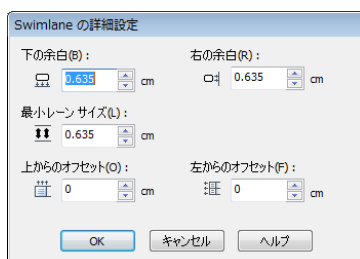 Swimlane の詳細設定
下の余白(B)： 右の余白(R)：
0.635 cm 0.635 cm
最小レーン サイズ(L)：
0.635 cm
上からのオフセット(O)： 左からのオフセット(F)：
0 cm 0 cm
OK キャンセル ヘルプ